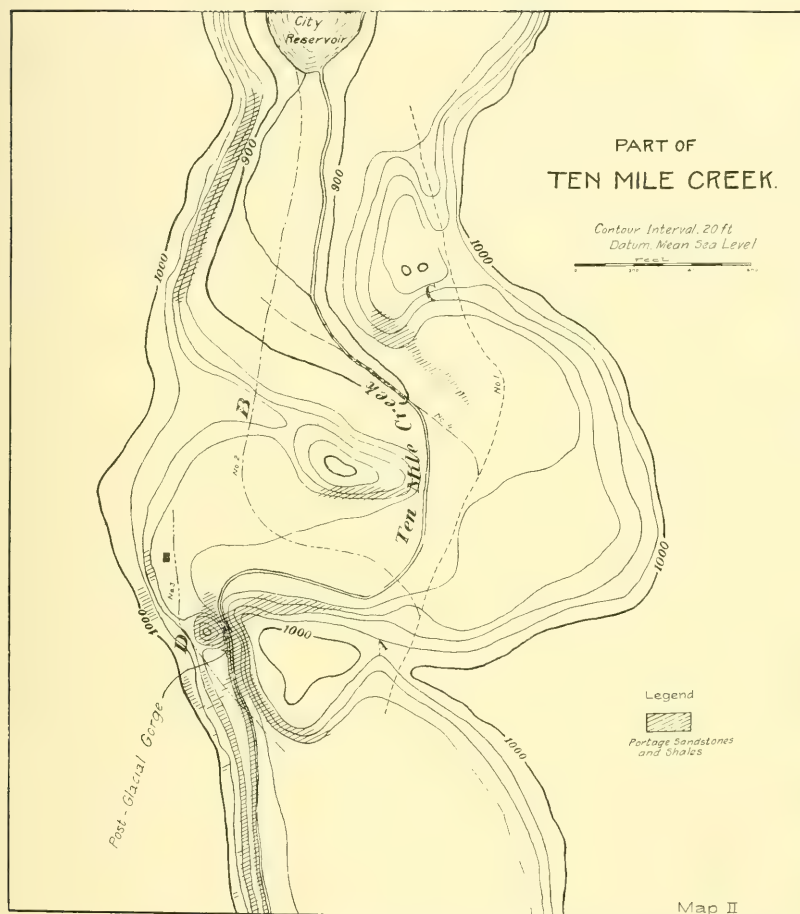 City
Reservoir
PART OF
TEN MILE CREEK.
Contour Interval, 20 ft
Datum, Mean Sea Level
FEET
900
900
1000
1000
No. 1
B
No. 2
Ten Mile Creek
No. 3
1000
D
1000
1000
1000
Post-Glacial Gorge
Legend
Portage Sandstones
and Shales
Map II